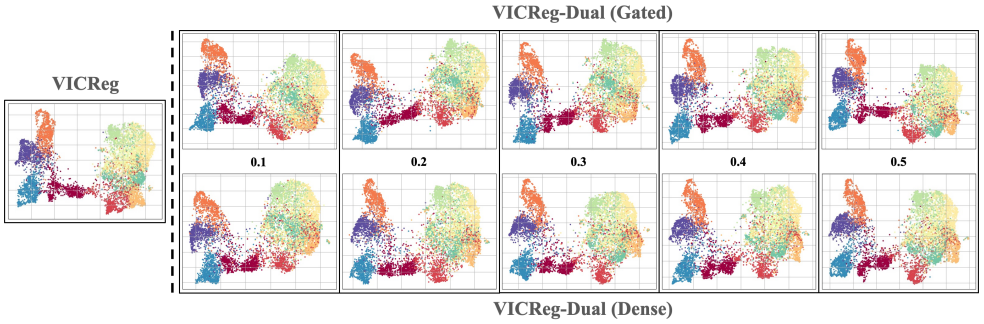 VICReg-Dual (Gated)
VICReg
0.1 0.2 0.3 0.4 0.5
VICReg-Dual (Dense)